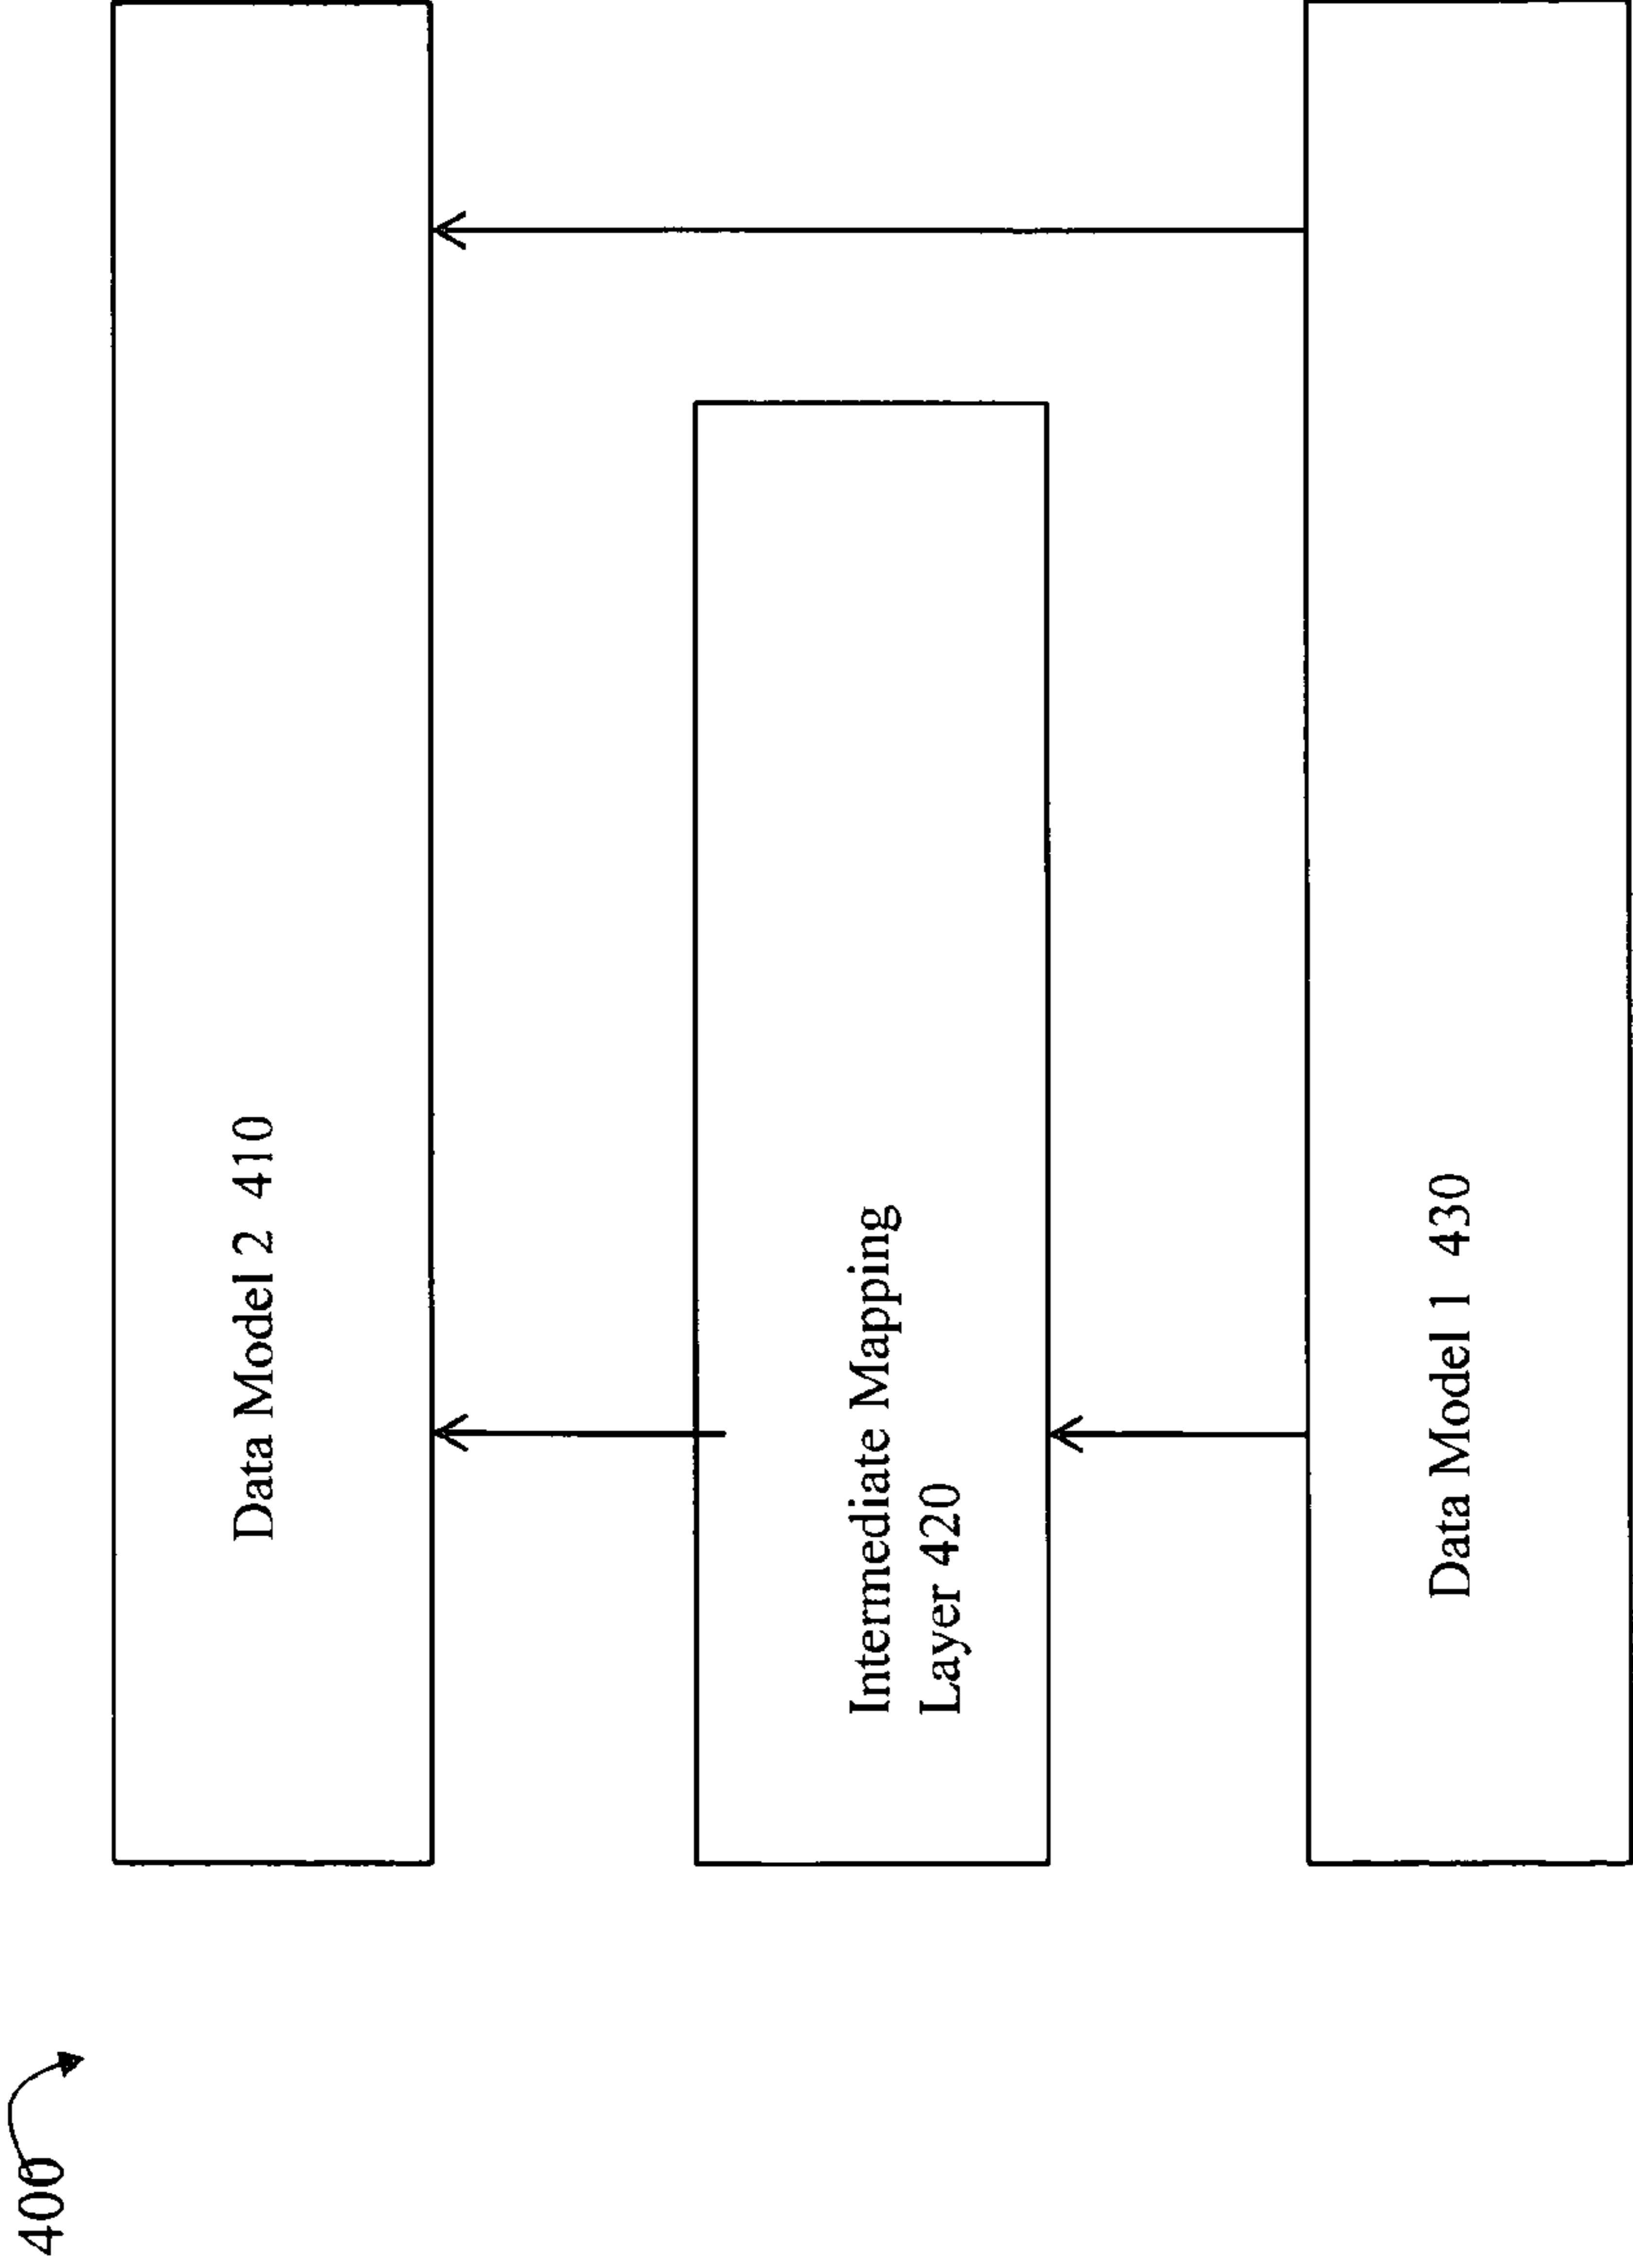 400
Data Model 2 410
Intermediate Mapping
Layer 420
Data Model 1 430